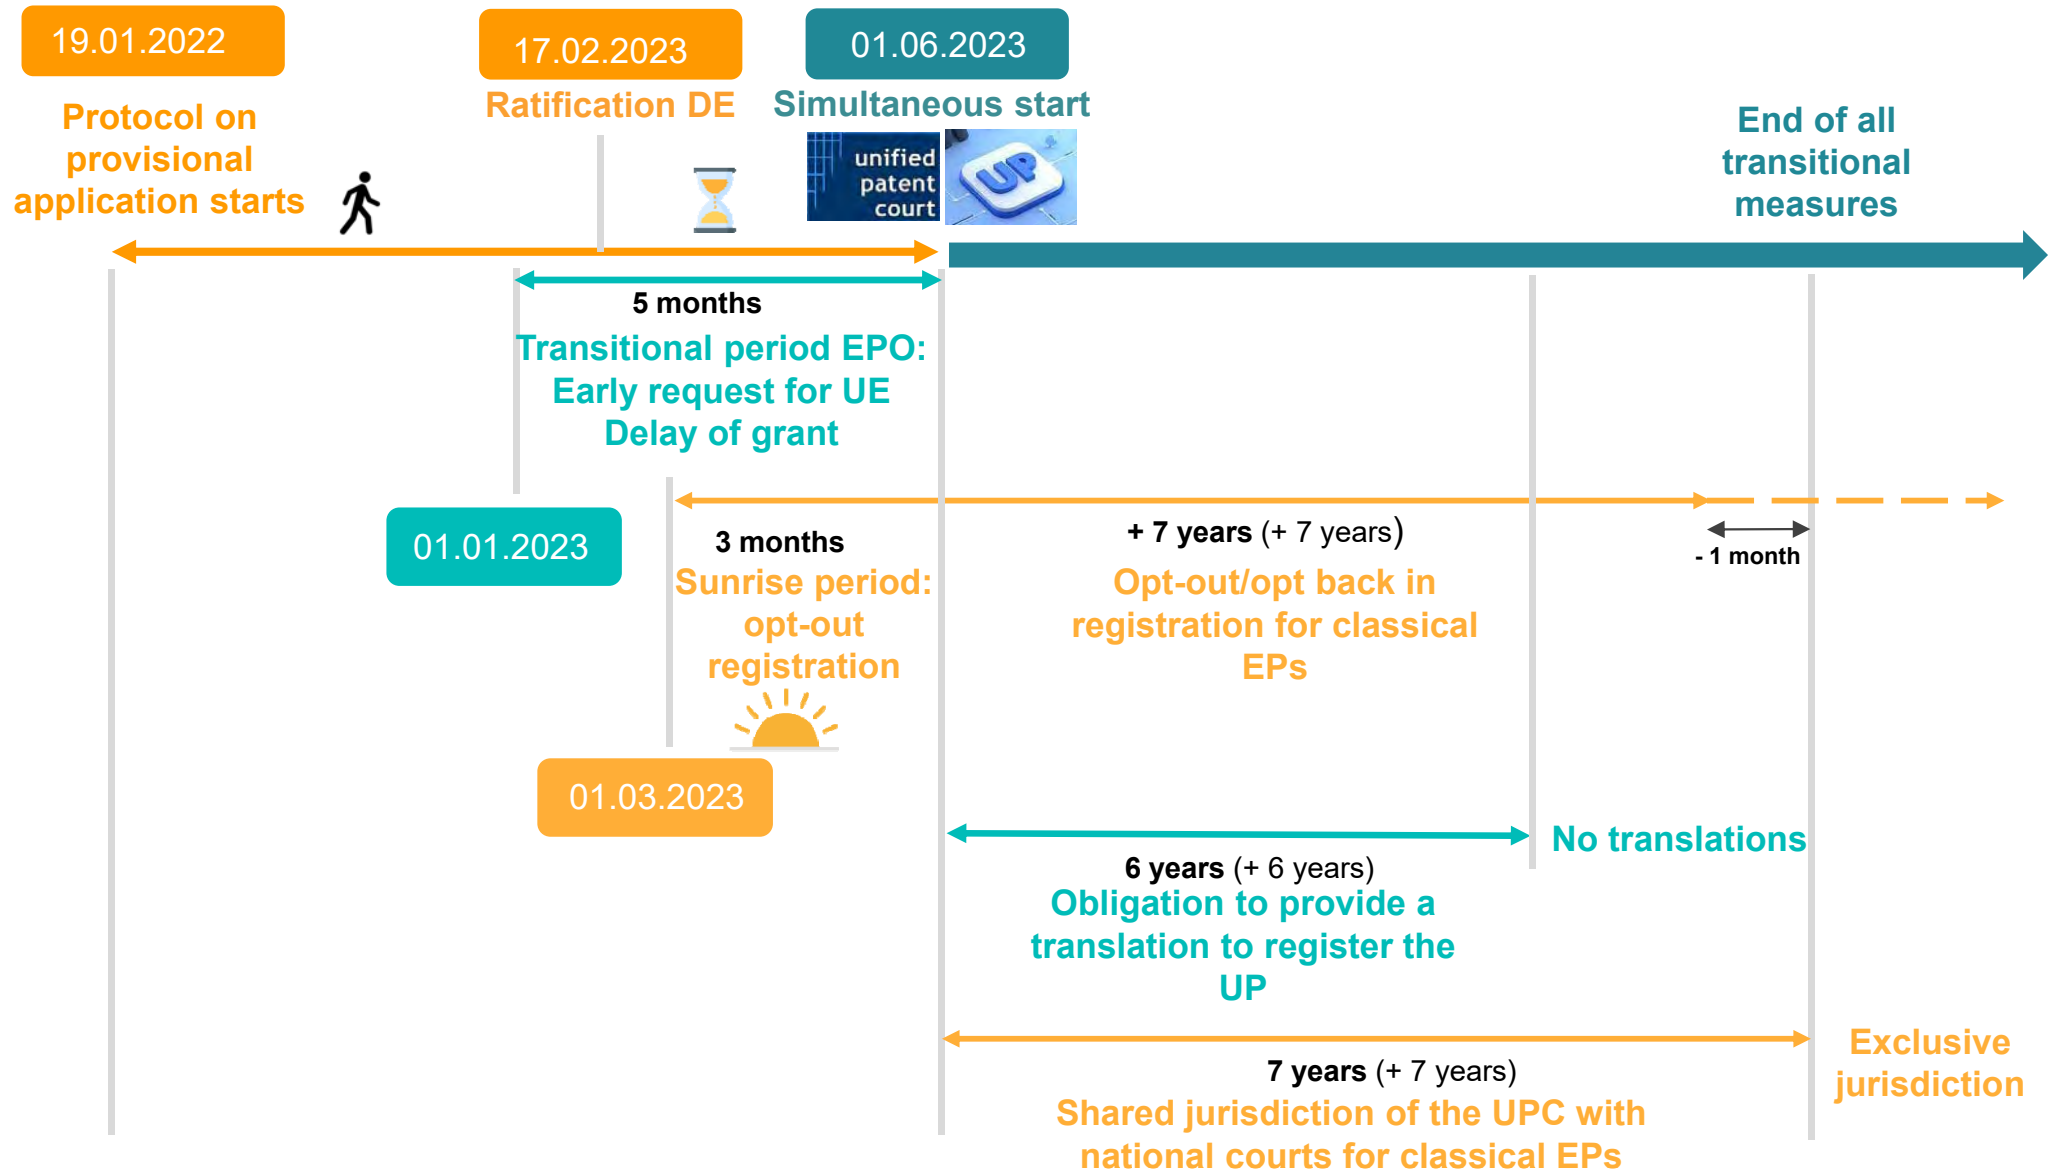 19.01.2022
17.02.2023
01.06.2023
Protocol on
provisional
application starts
Ratification DE
Simultaneous start
unified
patent
court
UP
End of all
transitional
measures
5 months
Transitional period EPO:
Early request for UE
Delay of grant
01.01.2023
3 months
Sunrise period:
opt-out
registration
01.03.2023
+ 7 years (+ 7 years)
Opt-out/opt back in
registration for classical
EPs
- 1 month
6 years (+ 6 years)
Obligation to provide a
translation to register the
UP
No translations
7 years (+ 7 years)
Shared jurisdiction of the UPC with
national courts for classical EPs
Exclusive
jurisdiction